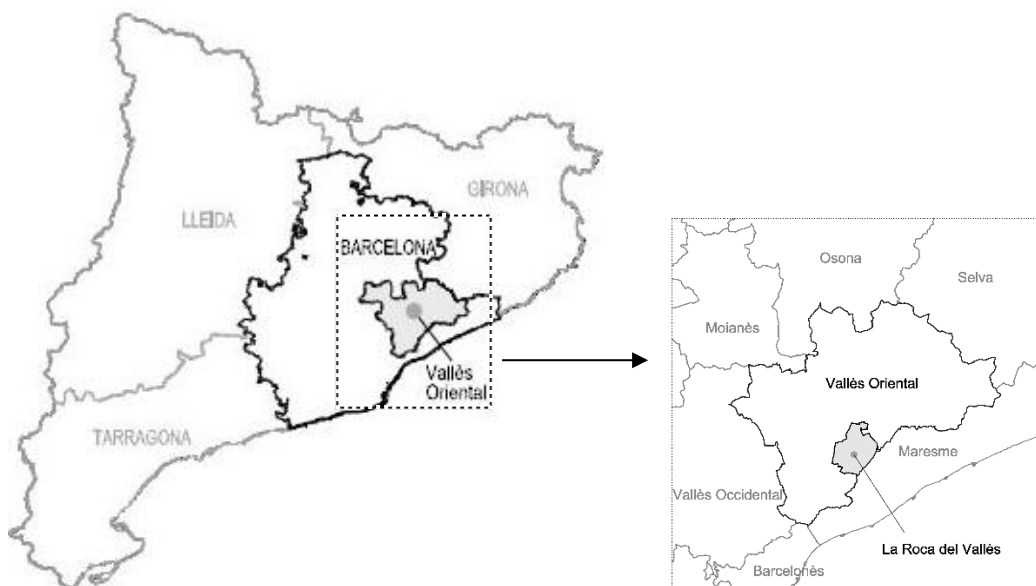 GIRONA
LLEIDA
BARCELONA
Vallès
Oriental
TARRAGONA
Osona
Selva
Moianès
Vallès Oriental
Maresme
Vallès Occidental
La Roca del Vallès
Barcelonès